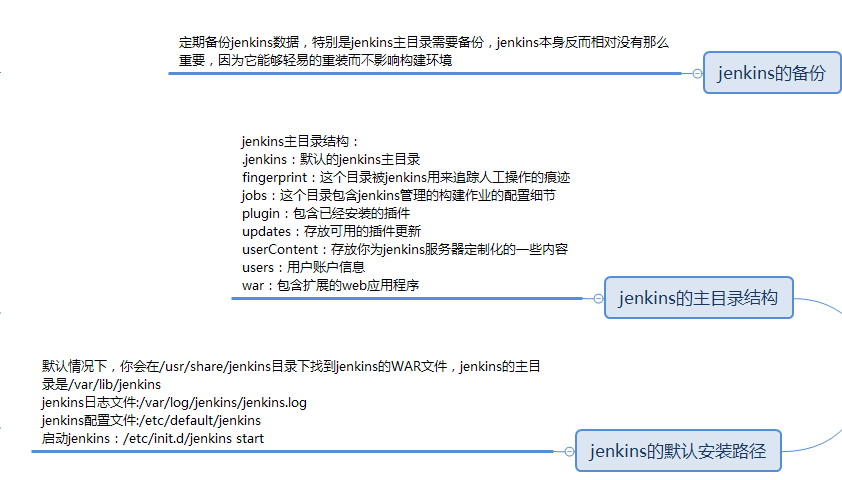 定期备份jenkins数据，特别是jenkins主目录需要备份，jenkins本身反而相对没有那么
重要，因为它能够轻易的重装而不影响构建环境
jenkins的备份
jenkins主目录结构：
.jenkins：默认的jenkins主目录
fingerprint：这个目录被jenkins用来追踪人工操作的痕迹
jobs：这个目录包含jenkins管理的构建作业的配置细节
plugin：包含已经安装的插件
updates：存放可用的插件更新
userContent：存放你为jenkins服务器定制化的一些内容
users：用户账户信息
war：包含扩展的web应用程序
jenkins的主目录结构
默认情况下，你会在/usr/share/jenkins目录下找到jenkins的WAR文件，jenkins的主目
录是/var/lib/jenkins
jenkins日志文件:/var/log/jenkins/jenkins.log
jenkins配置文件:/etc/default/jenkins
启动jenkins：/etc/init.d/jenkins start
jenkins的默认安装路径